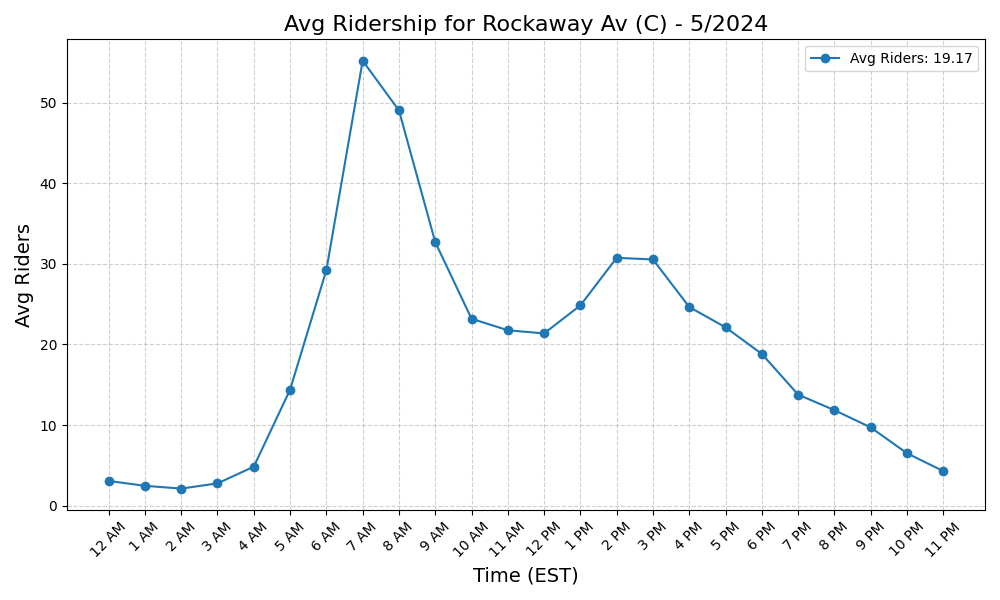 Avg Ridership for Rockaway Av (C) - 5/2024
Avg Riders: 19.17
Avg Riders
50
40
30
20
10
0
12 AM
1 AM
2 AM
3 AM
4 AM
5 AM
6 AM
7 AM
8 AM
9 AM
10 AM
11 AM
12 PM
1 PM
2 PM
3 PM
4 PM
5 PM
6 PM
7 PM
8 PM
9 PM
10 PM
11 PM
Time (EST)